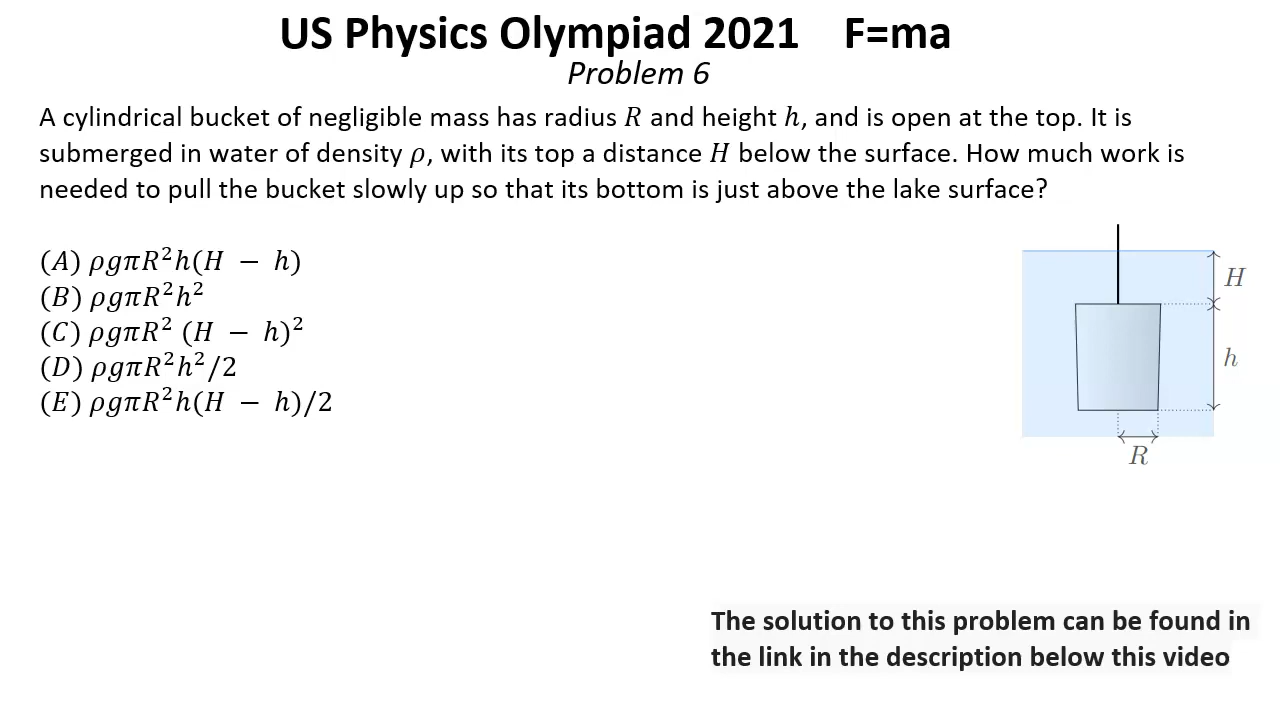 US Physics Olympiad 2021 F=ma
Problem 6
A cylindrical bucket of negligible mass has radius R and height h, and is open at the top. It is
submerged in water of density ρ, with its top a distance H below the surface. How much work is
needed to pull the bucket slowly up so that its bottom is just above the lake surface?
(A) ρgπR²h(H − h)
(B) ρgπR²h²
(C) ρgπR² (H − h)²
(D) ρgπR²h²/2
(E) ρgπR²h(H − h)/2
H
h
R
The solution to this problem can be found in
the link in the description below this video